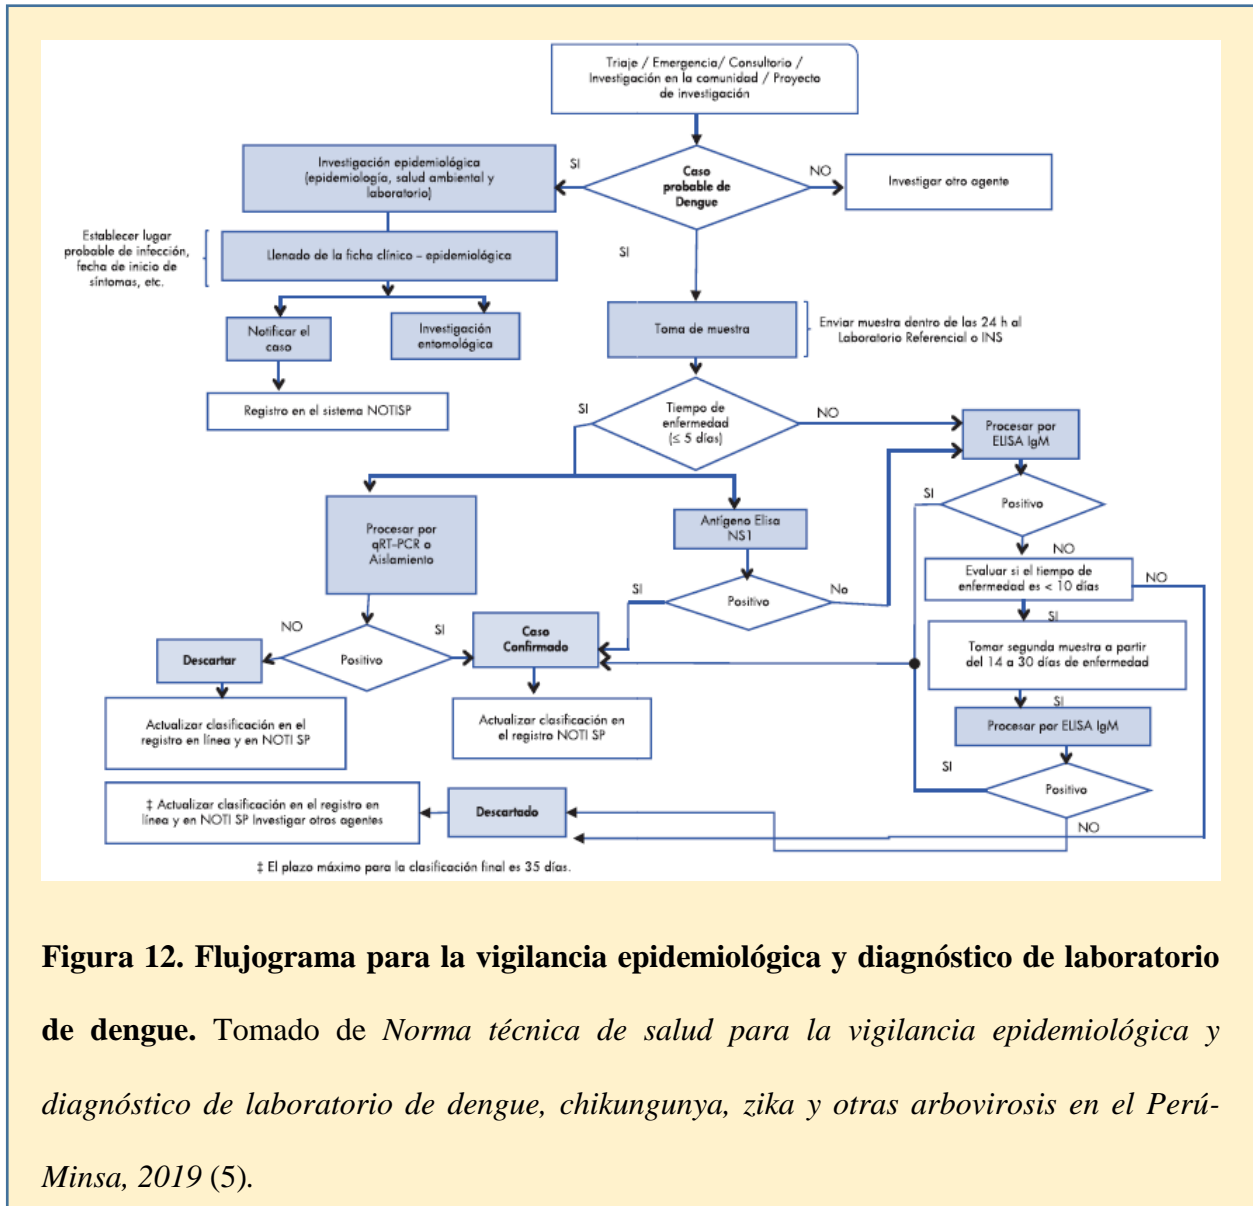 Triaje / Emergencia/ Consultorio /
Investigación en la comunidad / Proyecto
de investigación
Caso
probable de
Dengue
SI
NO
Investigar otro agente
Investigación epidemiológica
(epidemiología, salud ambiental y
laboratorio)
Establecer lugar
probable de infección,
fecha de inicio de
síntomas, etc.
Llenado de la ficha clínico – epidemiológica
Notificar el
caso
Investigación
entomológica
Registro en el sistema NOTISP
SI
Toma de muestra
Enviar muestra dentro de las 24 h al
Laboratorio Referencial o INS
Tiempo de
enfermedad
(≤ 5 días)
SI
NO
Procesar por
ELISA IgM
Procesar por
qRT–PCR o
Aislamiento
Antígeno Elisa
NS1
SI
Positivo
NO
Evaluar si el tiempo de
enfermedad es < 10 días
NO
SI
Positivo
No
SI
Tomar segunda muestra a partir
del 14 a 30 días de enfermedad
SI
Procesar por ELISA IgM
SI
Positivo
NO
NO
Positivo
SI
Descartar
Caso
Confirmado
Actualizar clasificación en el
registro en línea y en NOTI SP
Actualizar clasificación en
el registro NOTI SP
‡ Actualizar clasificación en el registro en
línea y en NOTI SP Investigar otros agentes
Descartado
‡ El plazo máximo para la clasificación final es 35 días.
Figura 12. Flujograma para la vigilancia epidemiológica y diagnóstico de laboratorio
de dengue. Tomado de Norma técnica de salud para la vigilancia epidemiológica y
diagnóstico de laboratorio de dengue, chikungunya, zika y otras arbovirosis en el Perú-
Minsa, 2019 (5).